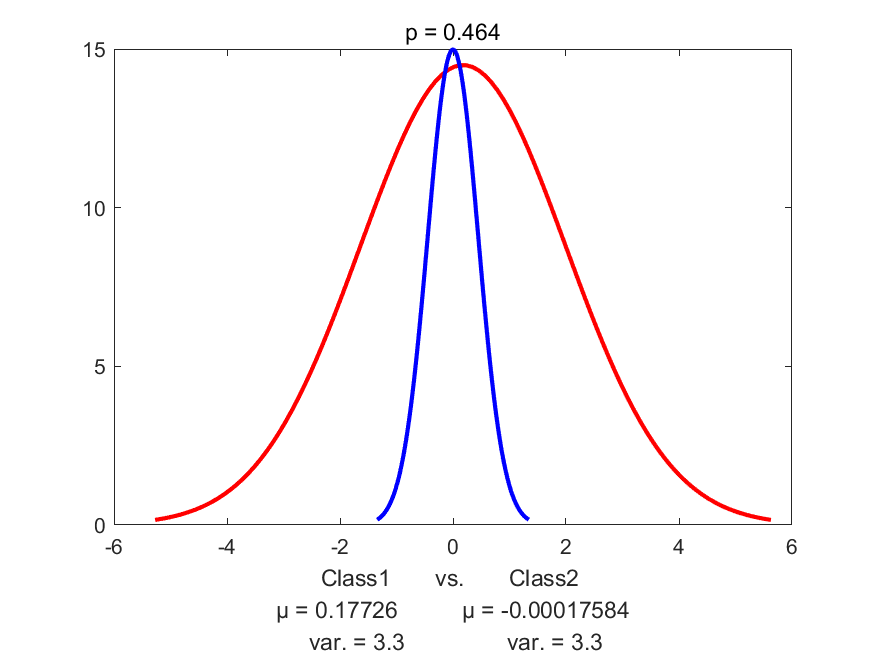 p = 0.464
15
10
5
0
-6 -4 -2 0 2 4 6
Class1 vs. Class2
μ = 0.17726 μ = -0.00017584
var. = 3.3 var. = 3.3